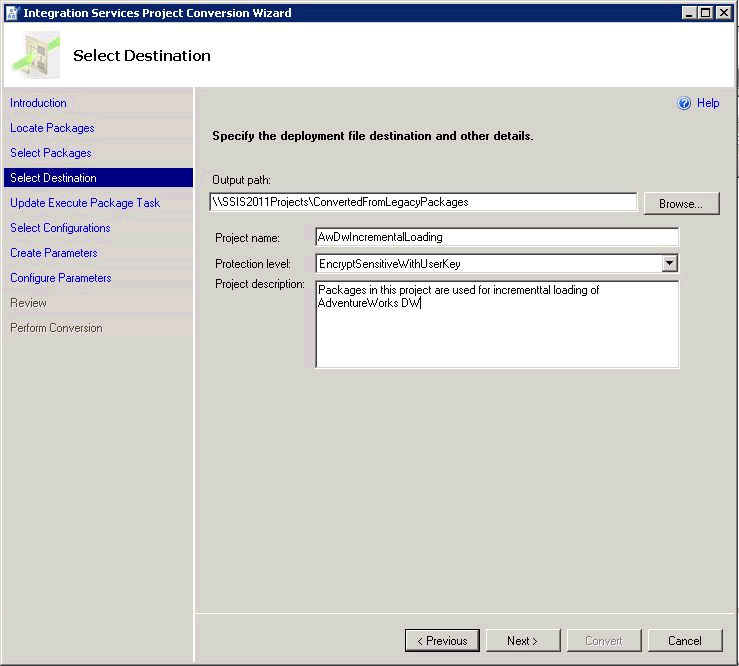 Integration Services Project Conversion Wizard
Select Destination
Introduction
Locate Packages
Select Packages
Select Destination
Update Execute Package Task
Select Configurations
Create Parameters
Configure Parameters
Review
Perform Conversion
Help
Specify the deployment file destination and other details.
Output path:
\\SSIS2011Projects\ConvertedFromLegacyPackages
Browse...
Project name:
AwDwIncrementalLoading
Protection level:
EncryptSensitiveWithUserKey
Project description:
Packages in this project are used for incrementtal loading of
AdventureWorks DW
< Previous
Next >
Convert
Cancel